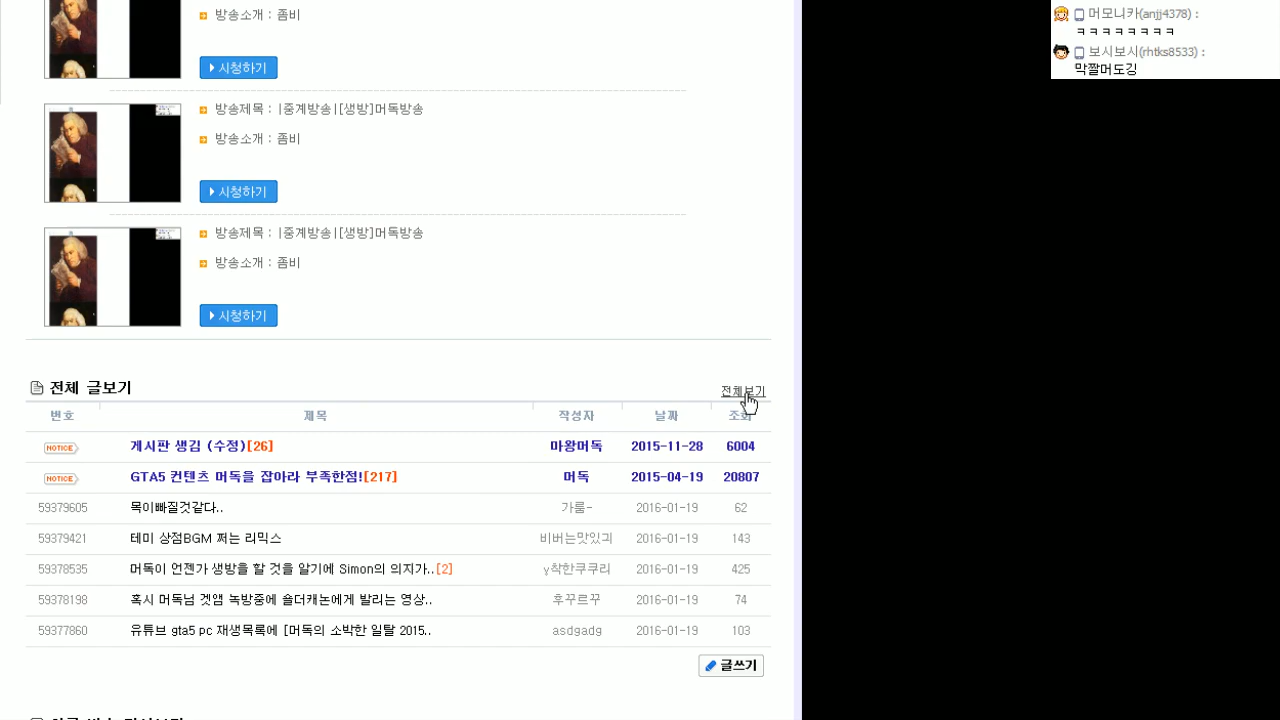 방송소개 : 좀비
시청하기
방송제목 : |중계방송|[생방]머독방송
방송소개 : 좀비
시청하기
방송제목 : |중계방송|[생방]머독방송
방송소개 : 좀비
시청하기
전체 글보기
전체보기
번호 제목 작성자 날짜 조회
NOTICE 게시판 생김 (수정)[26] 마왕머독 2015-11-28 6004
NOTICE GTA5 컨텐츠 머독을 잡아라 부족한점![217] 머독 2015-04-19 20807
59379605 목이빠질것같다.. 가룸- 2016-01-19 62
59379421 테미 상점BGM 쩌는 리믹스 비버는맛있긔 2016-01-19 143
59378535 머독이 언젠가 생방을 할 것을 알기에 Simon의 의지가..[2] y착한쿠쿠리 2016-01-19 425
59378198 혹시 머독님 겟앰 녹방중에 숄더캐논에게 발리는 영상.. 후꾸르꾸 2016-01-19 74
59377860 유튜브 gta5 pc 재생목록에 [머독의 소박한 일탈 2015.. asdgadg 2016-01-19 103
글쓰기
머모니카(anjj4378) :
ㅋㅋㅋㅋㅋㅋㅋㅋ
보시보시(rhtks8533) :
막짤머도깅